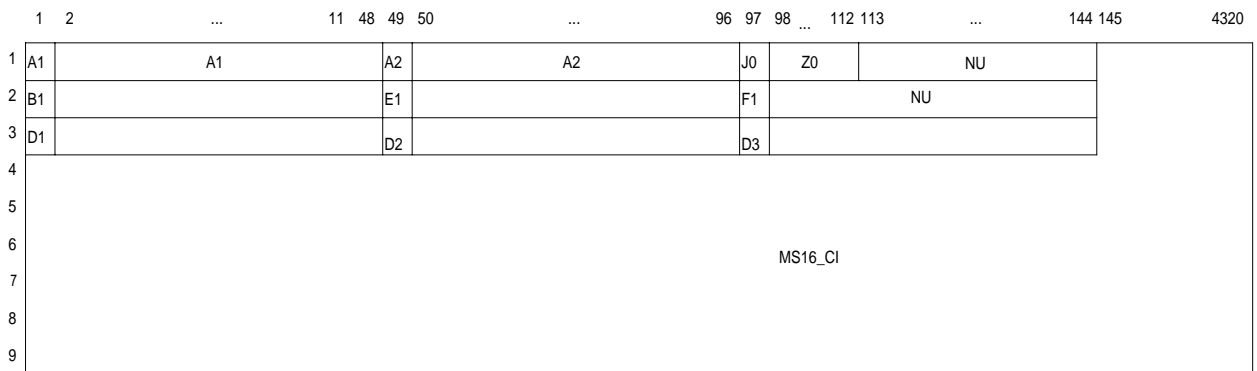 1 2 ... 11 48 49 50 ... 96 97 98 ... 112 113 ... 144 145 4320
1 A1 A1 A2 A2 J0 Z0 NU
2 B1 E1 F1 NU
3 D1 D2 D3
4
5
6 MS16_CI
7
8
9